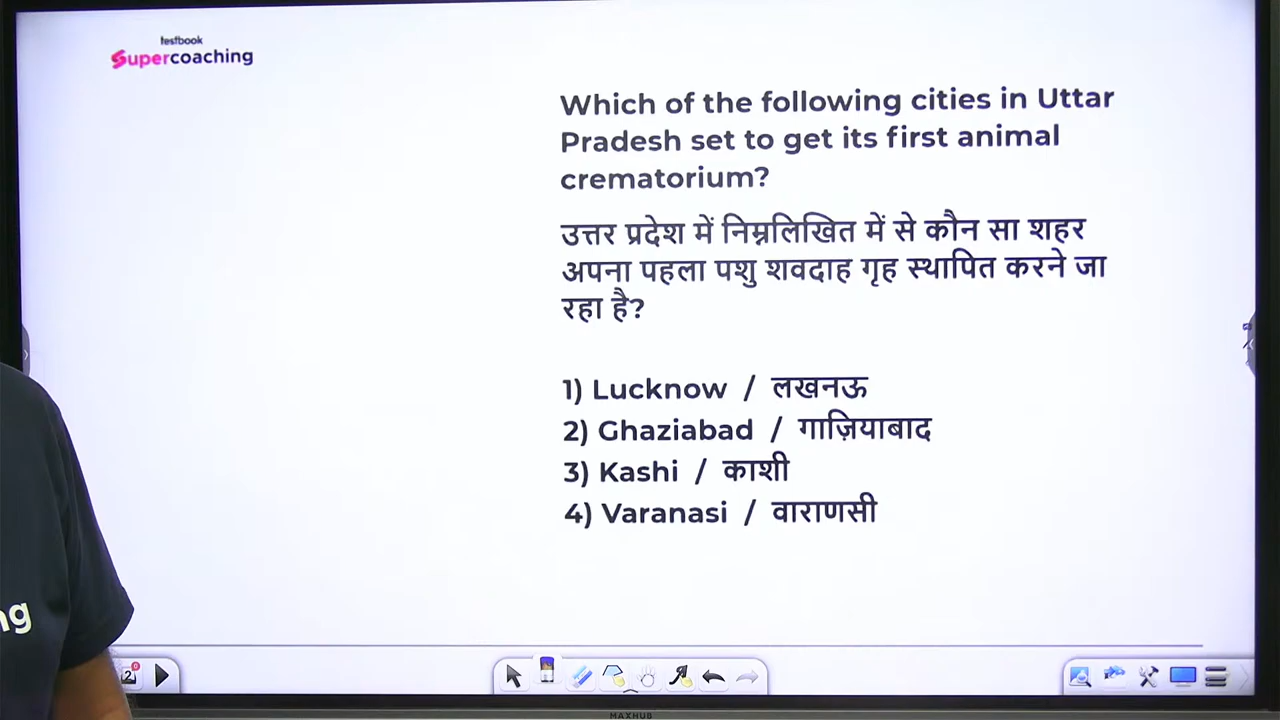 testbook
Supercoaching
Which of the following cities in Uttar
Pradesh set to get its first animal
crematorium?
उत्तर प्रदेश में निम्नलिखित में से कौन सा शहर
अपना पहला पशु शवदाह गृह स्थापित करने जा
रहा है?
1) Lucknow / लखनऊ
2) Ghaziabad / गाज़ियाबाद
3) Kashi / काशी
4) Varanasi / वाराणसी
ng
MAXHUB